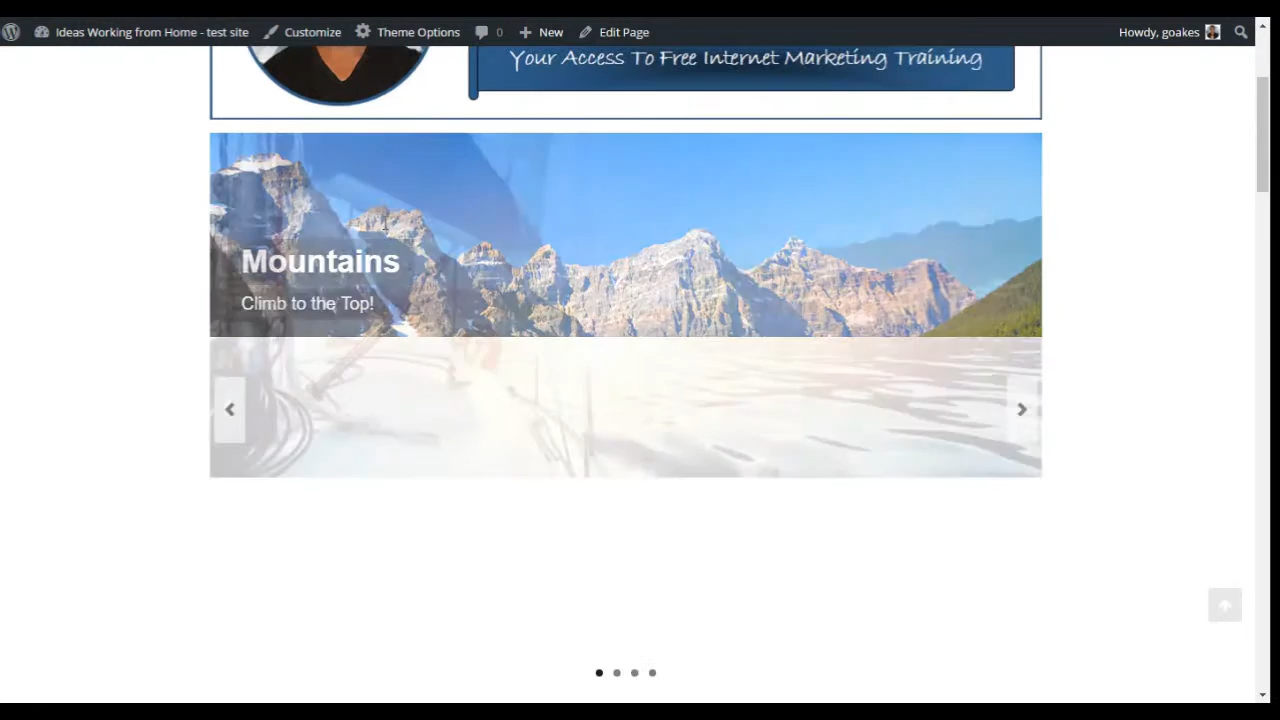 Ideas Working from Home - test site Customize Theme Options 0 New Edit Page Howdy, goakes
Your Access To Free Internet Marketing Training
Mountains
Climb to the Top!